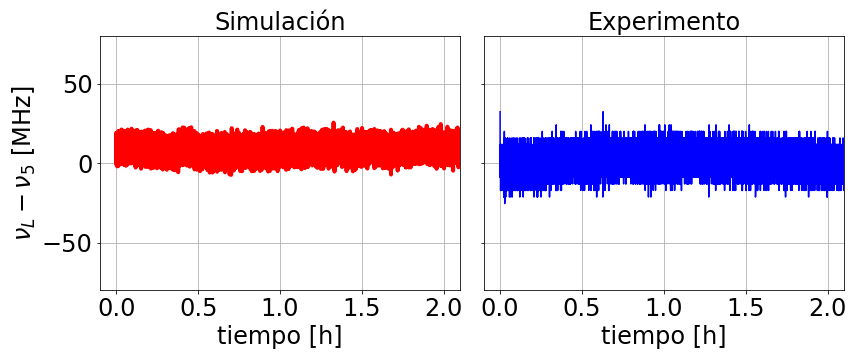 Simulación
Experimento
ν_L − ν_5 [MHz]
50
0
−50
0.0 0.5 1.0 1.5 2.0
0.0 0.5 1.0 1.5 2.0
tiempo [h]
tiempo [h]